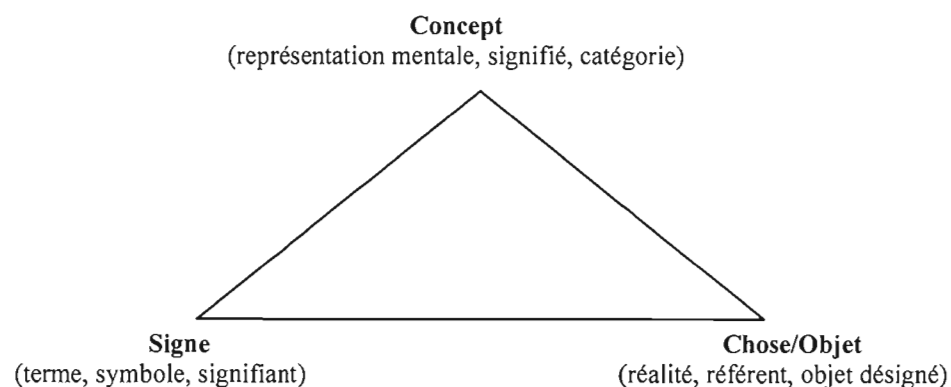 Concept
(représentation mentale, signifié, catégorie)
Signe
(terme, symbole, signifiant)
Chose/Objet
(réalité, référent, objet désigné)